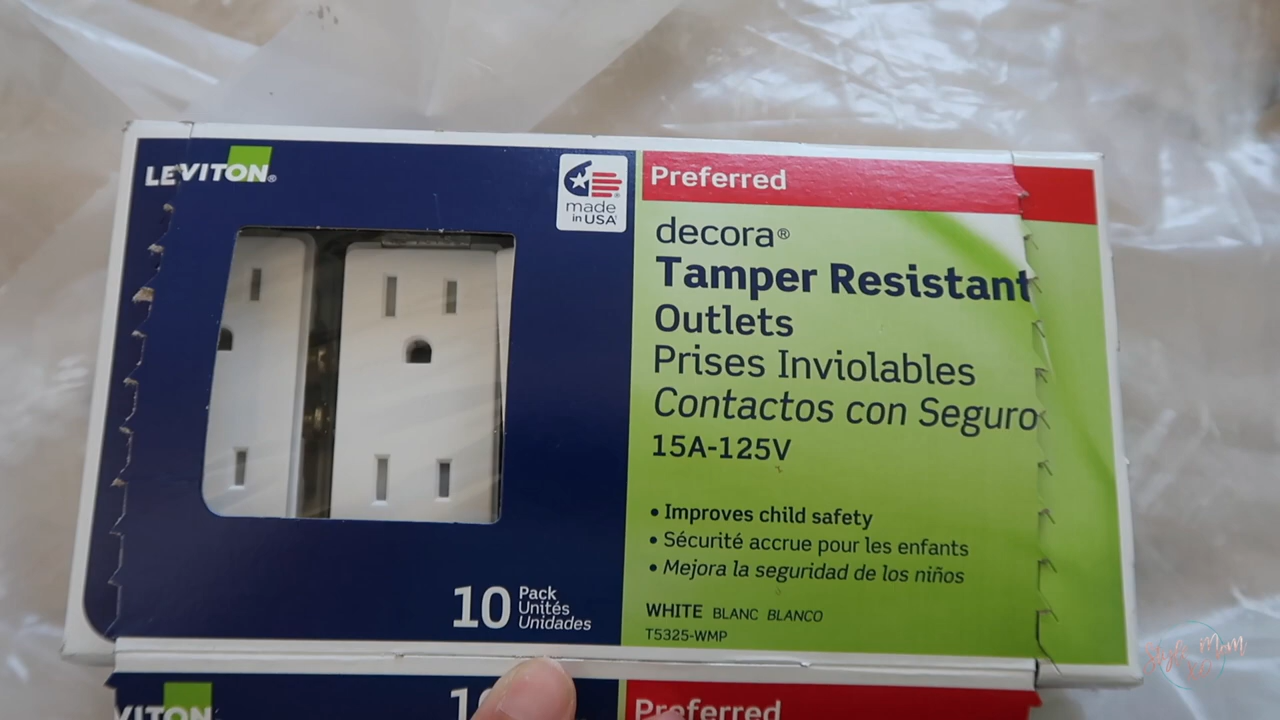 LEVITON®
made
in USA
Preferred
decora®
Tamper Resistant
Outlets
Prises Inviolables
Contactos con Seguro
15A-125V
• Improves child safety
• Sécurité accrue pour les enfants
• Mejora la seguridad de los niños
10 Pack
Unités
Unidades
WHITE BLANC BLANCO
T5325-WMP
VITON
Preferred
Style Mom